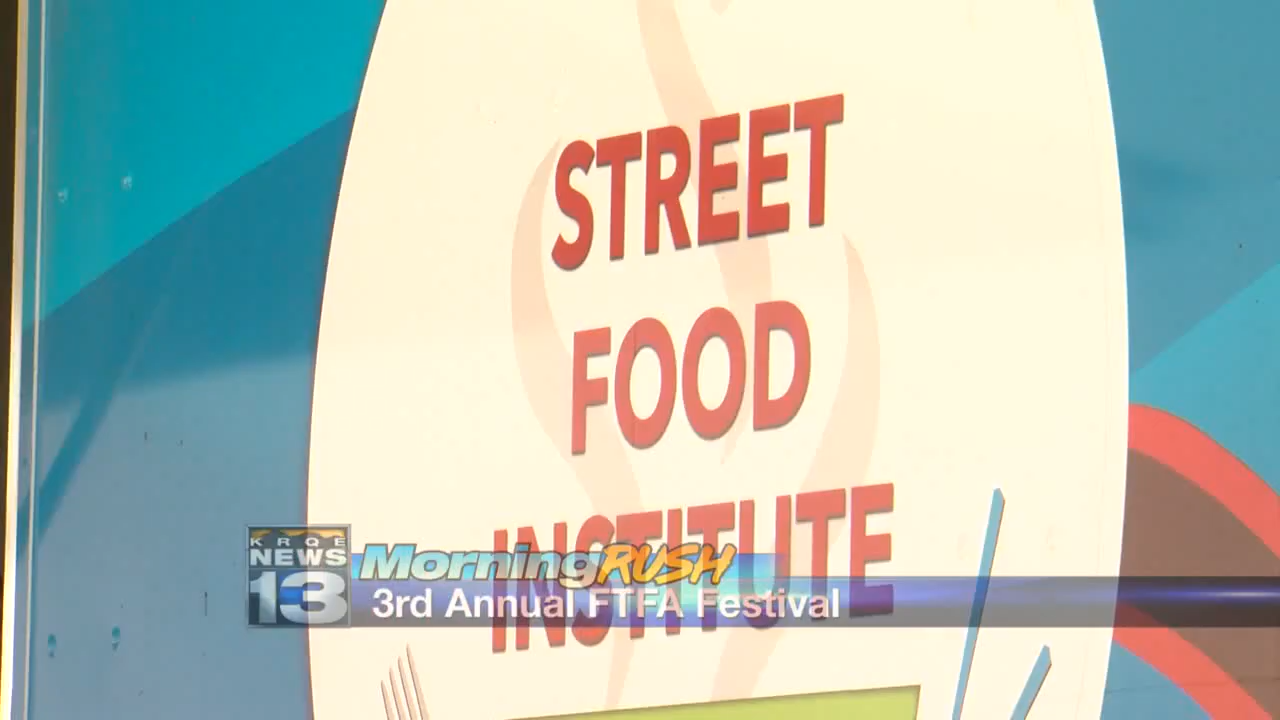 STREET
FOOD
INSTITUTE
KRQE
NEWS
13
MorningRUSH
3rd Annual FTFA Festival